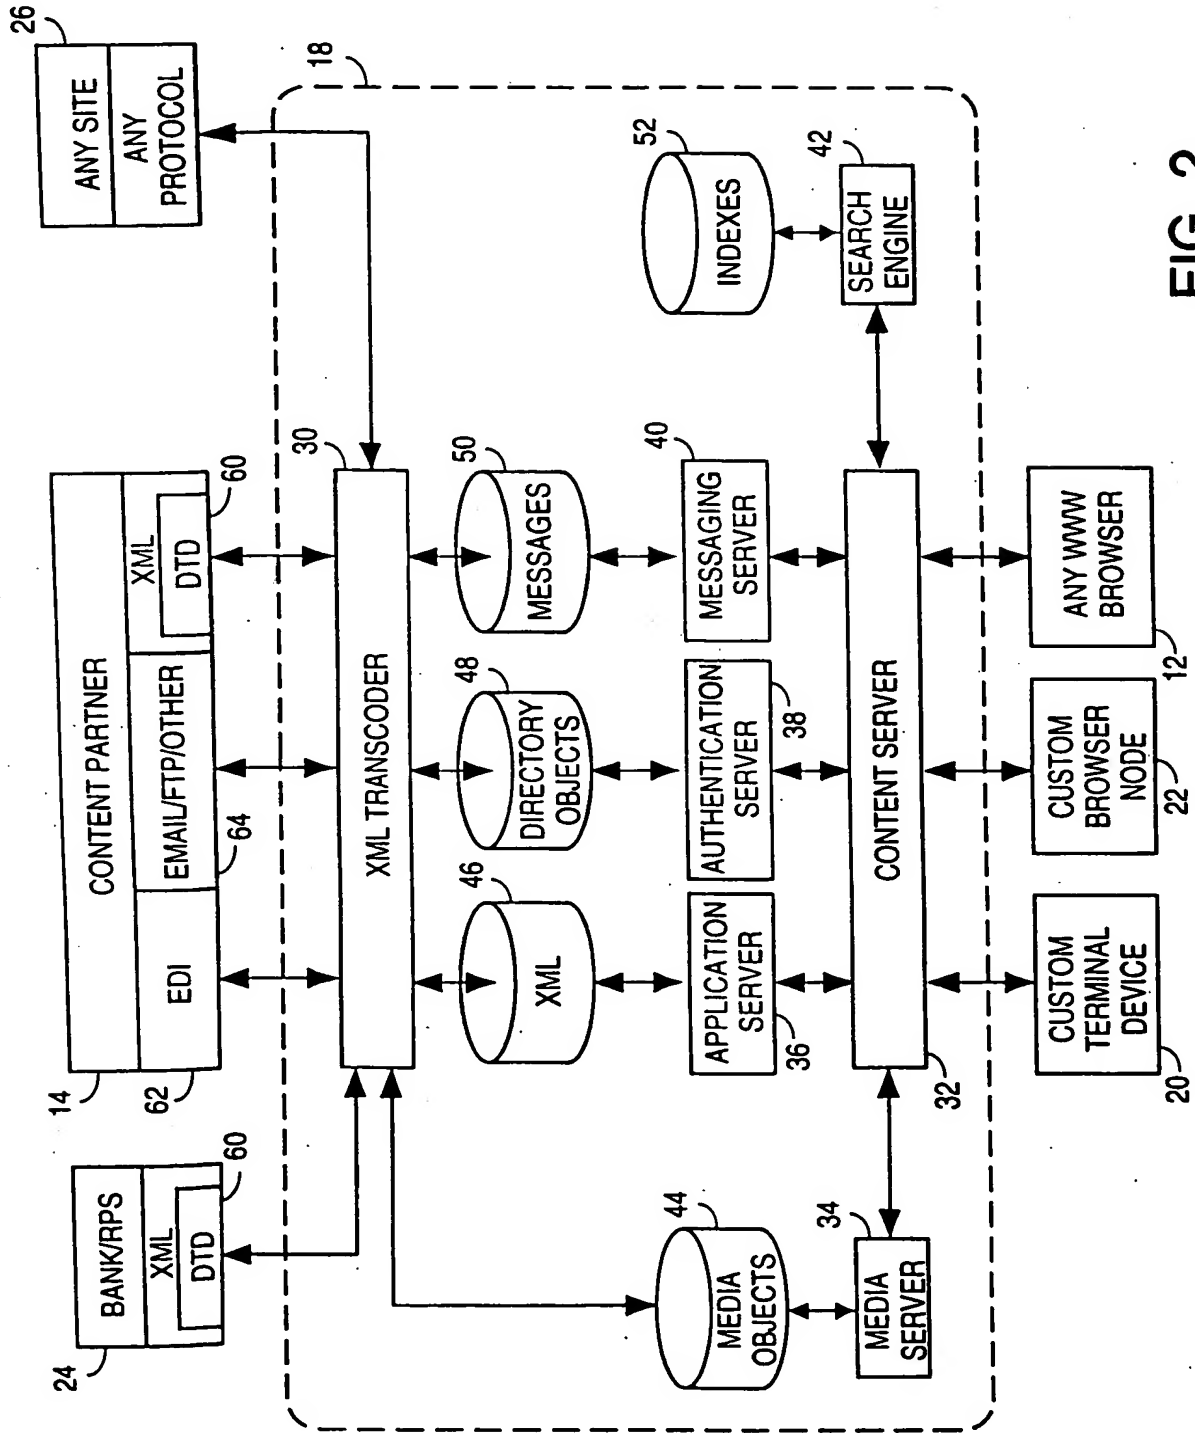 24
BANK/RPS
XML
DTD
60
14
CONTENT PARTNER
62
EDI
EMAIL/FTP/OTHER
64
XML
DTD
60
26
ANY SITE
ANY
PROTOCOL
18
30
XML TRANSCODER
44
MEDIA
OBJECTS
46
XML
48
DIRECTORY
OBJECTS
50
MESSAGES
52
INDEXES
34
MEDIA
SERVER
APPLICATION
SERVER
36
AUTHENTICATION
SERVER
38
40
MESSAGING
SERVER
42
SEARCH
ENGINE
CONTENT SERVER
32
CUSTOM
TERMINAL
DEVICE
20
CUSTOM
BROWSER
NODE
22
ANY WWW
BROWSER
12
FIG. 2